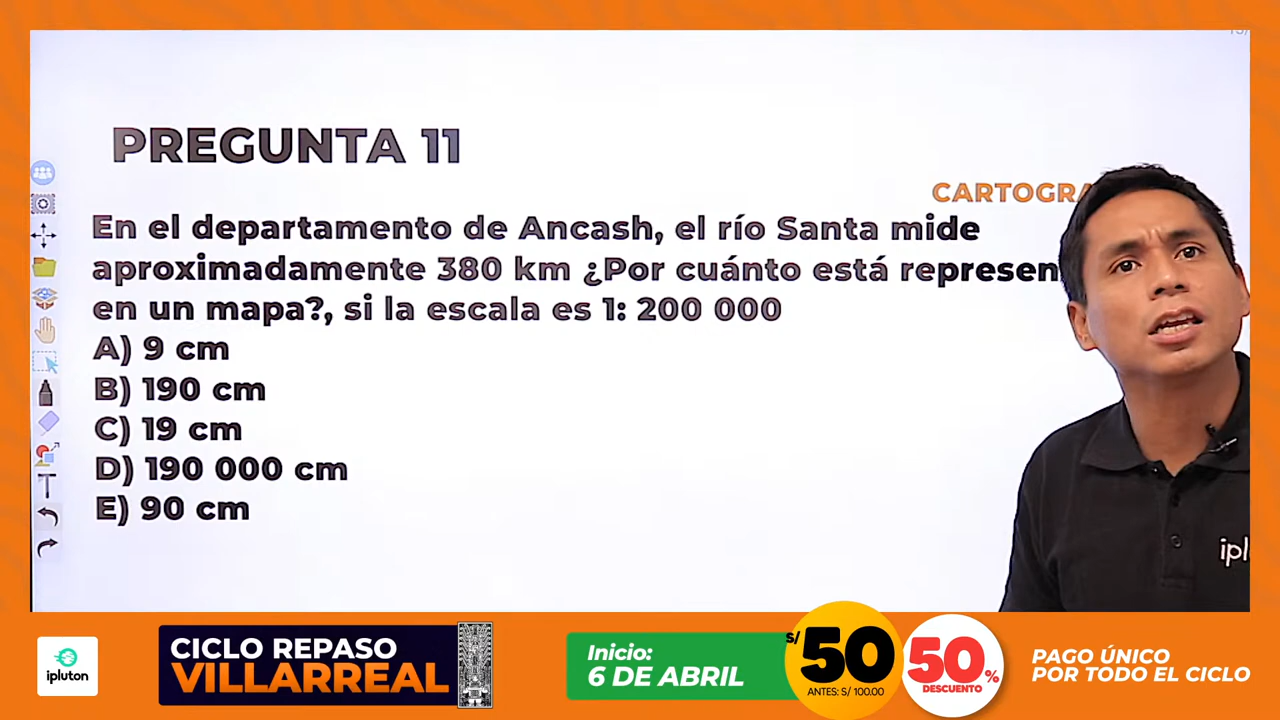 PREGUNTA 11
En el departamento de Ancash, el río Santa mide
aproximadamente 380 km ¿Por cuánto está
en un mapa?, si la escala es 1: 200 000
A) 9 cm
B) 190 cm
C) 19 cm
D) 190 000 cm
E) 90 cm
ipluton
CICLO REPASO
VILLARREAL
Inicio:
6 DE ABRIL
S/ 50
ANTES: S/ 100.00
50%
DESCUENTO
PAGO ÚNICO
POR TODO EL CICLO